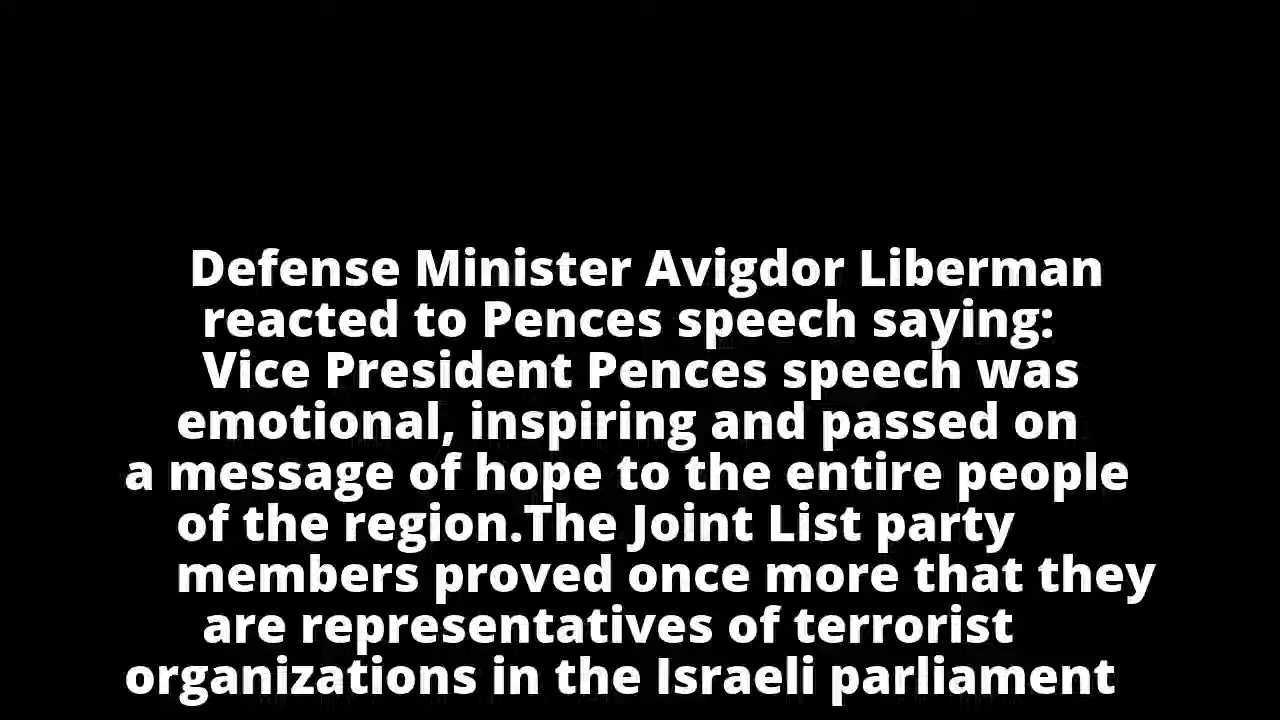 Defense Minister Avigdor Liberman
reacted to Pences speech saying:
Vice President Pences speech was
emotional, inspiring and passed on
a message of hope to the entire people
of the region.The Joint List party
members proved once more that they
are representatives of terrorist
organizations in the Israeli parliament